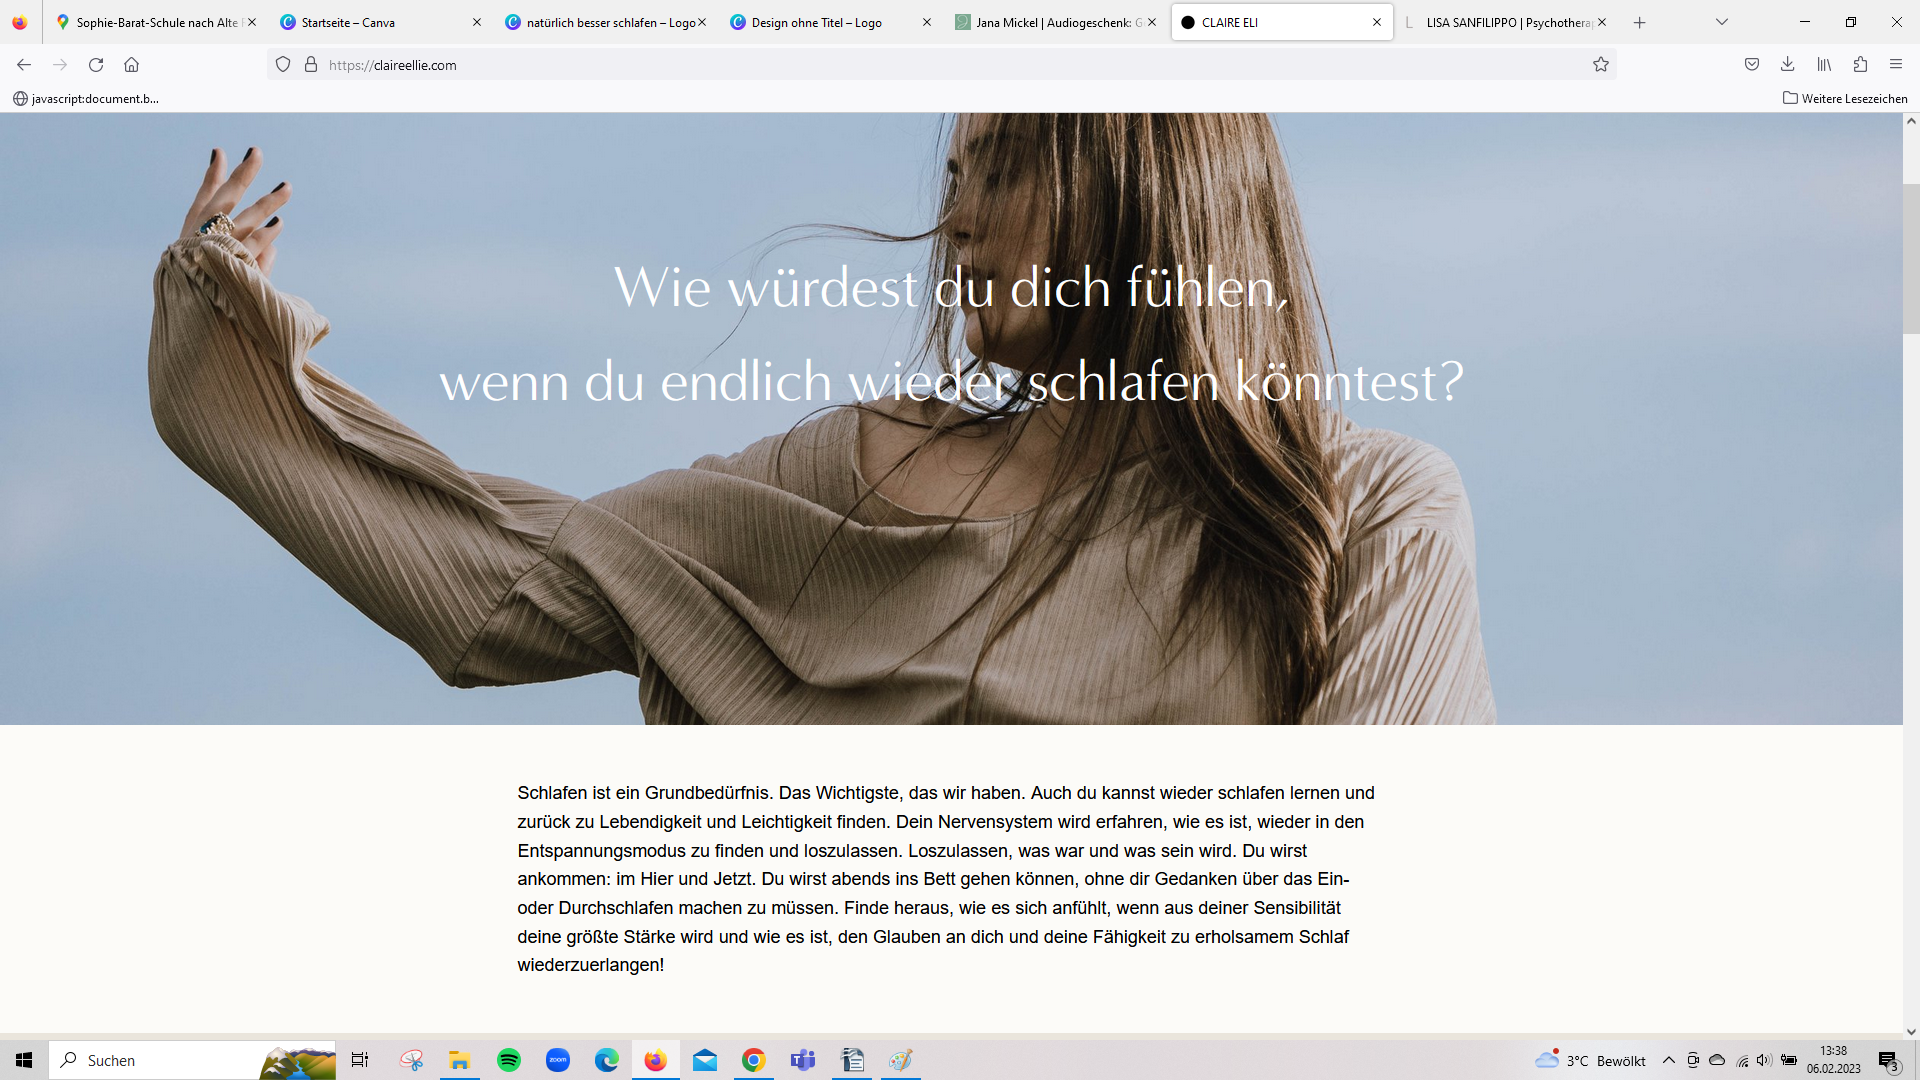 Sophie-Barat-Schule nach Alte
Startseite – Canva
natürlich besser schlafen – Logo
Design ohne Titel – Logo
Jana Mickel | Audiogeschenk:
CLAIRE ELI
LISA SANFILIPPO | Psychothera
https://claireellie.com
javascript:document.b...
Weitere Lesezeichen
Wie würdest du dich fühlen,
wenn du endlich wieder schlafen könntest?
Schlafen ist ein Grundbedürfnis. Das Wichtigste, das wir haben. Auch du kannst wieder schlafen lernen und
zurück zu Lebendigkeit und Leichtigkeit finden. Dein Nervensystem wird erfahren, wie es ist, wieder in den
Entspannungsmodus zu finden und loszulassen. Loszulassen, was war und was sein wird. Du wirst
ankommen: im Hier und Jetzt. Du wirst abends ins Bett gehen können, ohne dir Gedanken über das Ein-
oder Durchschlafen machen zu müssen. Finde heraus, wie es sich anfühlt, wenn aus deiner Sensibilität
deine größte Stärke wird und wie es ist, den Glauben an dich und deine Fähigkeit zu erholsamem Schlaf
wiederzuerlangen!
Suchen
zoom
3°C Bewölkt
13:38
06.02.2023
3